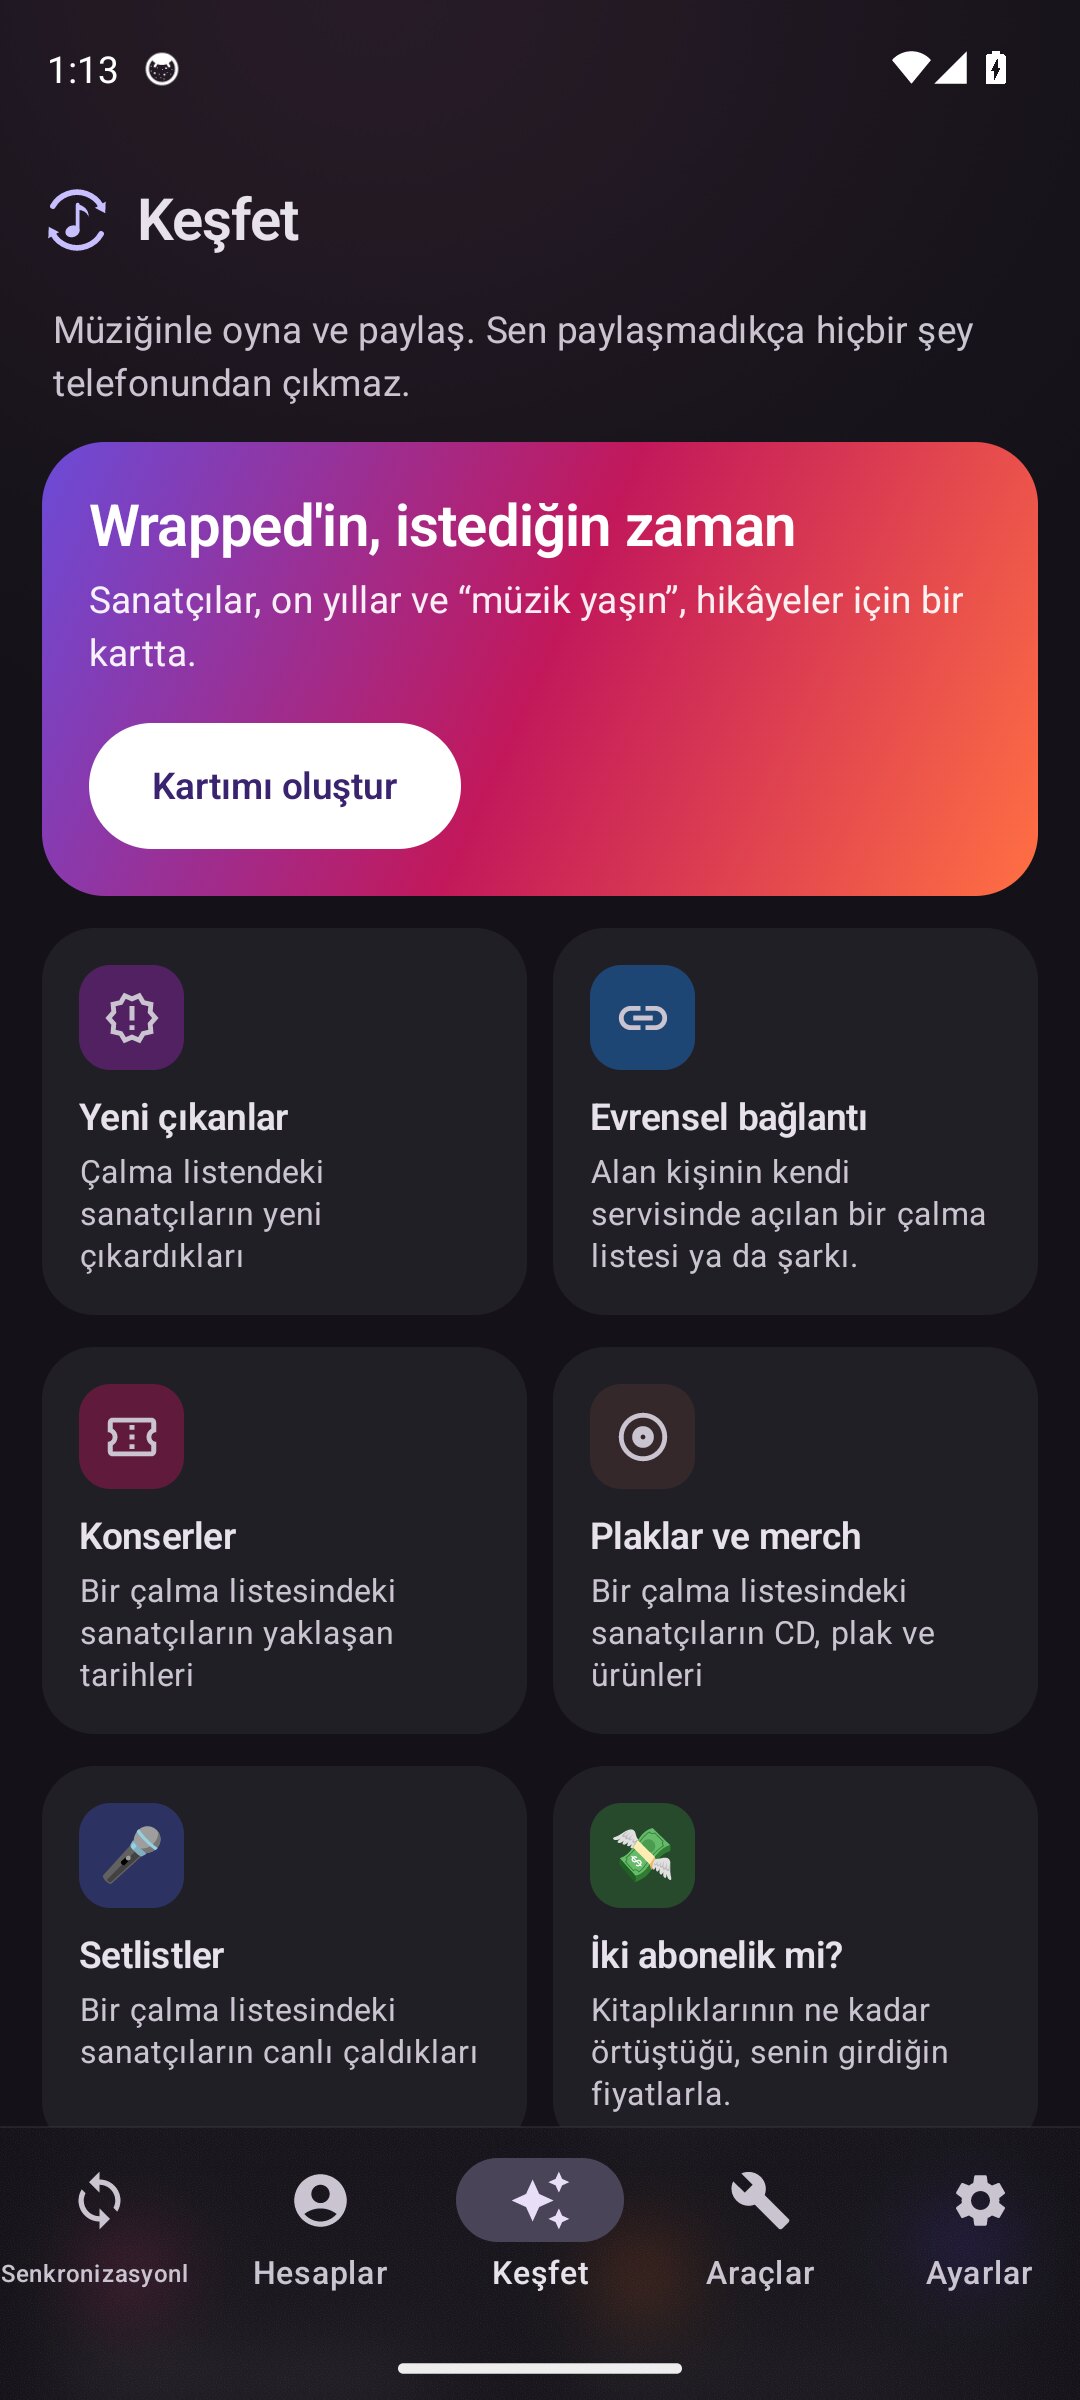 1:13
Keşfet
Müziğinle oyna ve paylaş. Sen paylaşmadıkça hiçbir şey
telefonundan çıkmaz.
Wrapped'in, istediğin zaman
Sanatçılar, on yıllar ve “müzik yaşın”, hikâyeler için bir
kartta.
Kartımı oluştur
Yeni çıkanlar
Çalma listendeki
sanatçıların yeni
çıkardıkları
Evrensel bağlantı
Alan kişinin kendi
servisinde açılan bir çalma
listesi ya da şarkı.
Konserler
Bir çalma listesindeki
sanatçıların yaklaşan
tarihleri
Plaklar ve merch
Bir çalma listesindeki
sanatçıların CD, plak ve
ürünleri
Setlistler
Bir çalma listesindeki
sanatçıların canlı çaldıkları
İki abonelik mi?
Kitaplıklarının ne kadar
örtüştüğü, senin girdiğin
fiyatlarla.
Senkronizasyonl
Hesaplar
Keşfet
Araçlar
Ayarlar